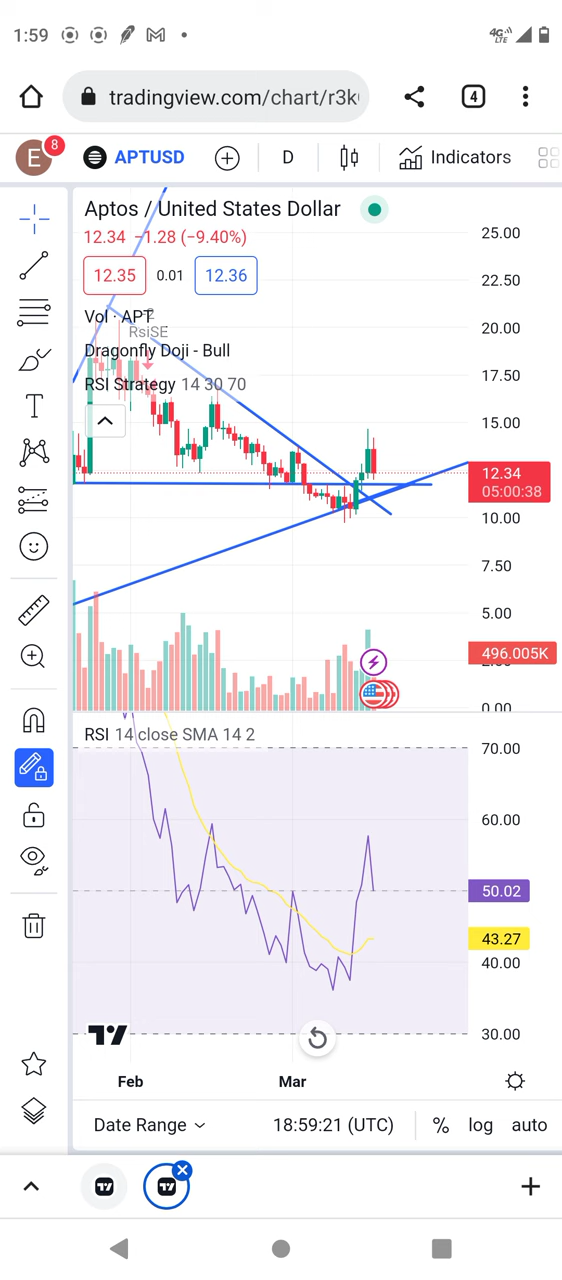 1:59
4G
LTE
tradingview.com/chart/r3k
4
E
8
APTUSD
D
Indicators
Aptos / United States Dollar
12.34 −1.28 (−9.40%)
12.35
0.01
12.36
Vol · APT
RsiSE
Dragonfly Doji - Bull
RSI Strategy 14 30 70
25.00
22.50
20.00
17.50
15.00
12.34
05:00:38
10.00
7.50
5.00
496.005K
0.00
RSI 14 close SMA 14 2
70.00
60.00
50.02
43.27
40.00
30.00
Feb
Mar
Date Range
18:59:21 (UTC)
%
log
auto